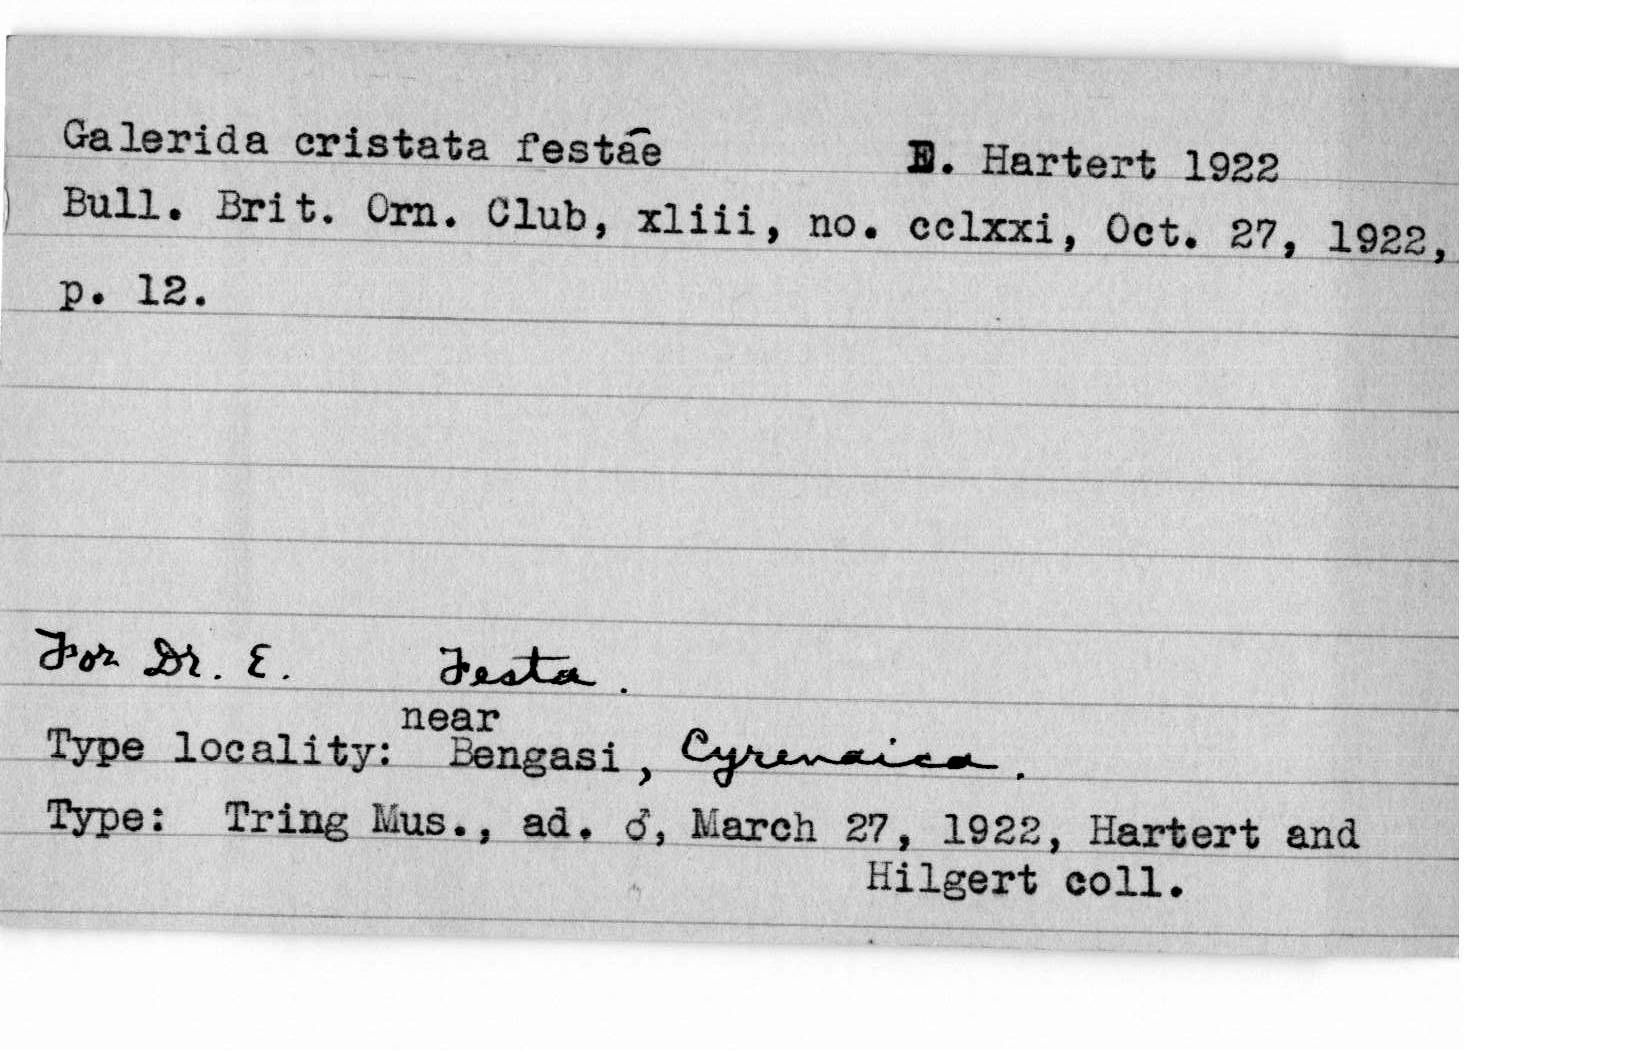 Galerida cristata festae E. Hartert 1922
Bull. Brit. Orn. Club, xliii, no. cclxxi, Oct. 27, 1922,
p. 12.
For Dr. E. Festa.
near
Type locality: Bengasi, Cyrenaica.
Type: Tring Mus., ad. ♂, March 27, 1922, Hartert and
Hilgert coll.